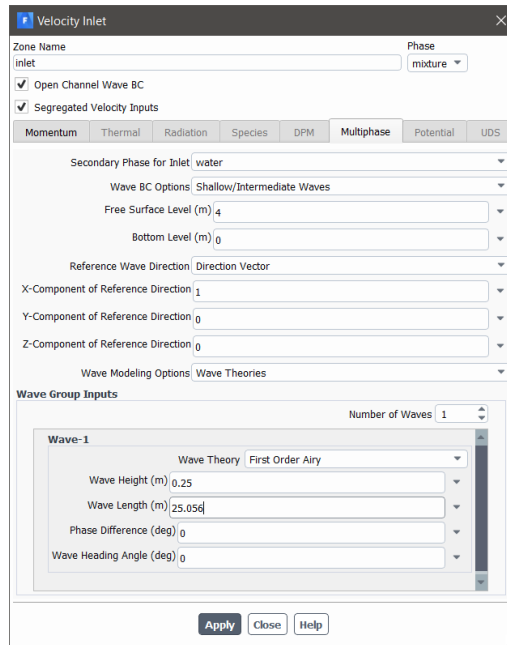 Velocity Inlet
Zone Name Phase
inlet mixture
Open Channel Wave BC
Segregated Velocity Inputs
Momentum Thermal Radiation Species DPM Multiphase Potential UDS
Secondary Phase for Inlet water
Wave BC Options Shallow/Intermediate Waves
Free Surface Level (m) 4
Bottom Level (m) 0
Reference Wave Direction Direction Vector
X-Component of Reference Direction 1
Y-Component of Reference Direction 0
Z-Component of Reference Direction 0
Wave Modeling Options Wave Theories
Wave Group Inputs
Number of Waves 1
Wave-1
Wave Theory First Order Airy
Wave Height (m) 0.25
Wave Length (m) 25.056
Phase Difference (deg) 0
Wave Heading Angle (deg) 0
Apply Close Help